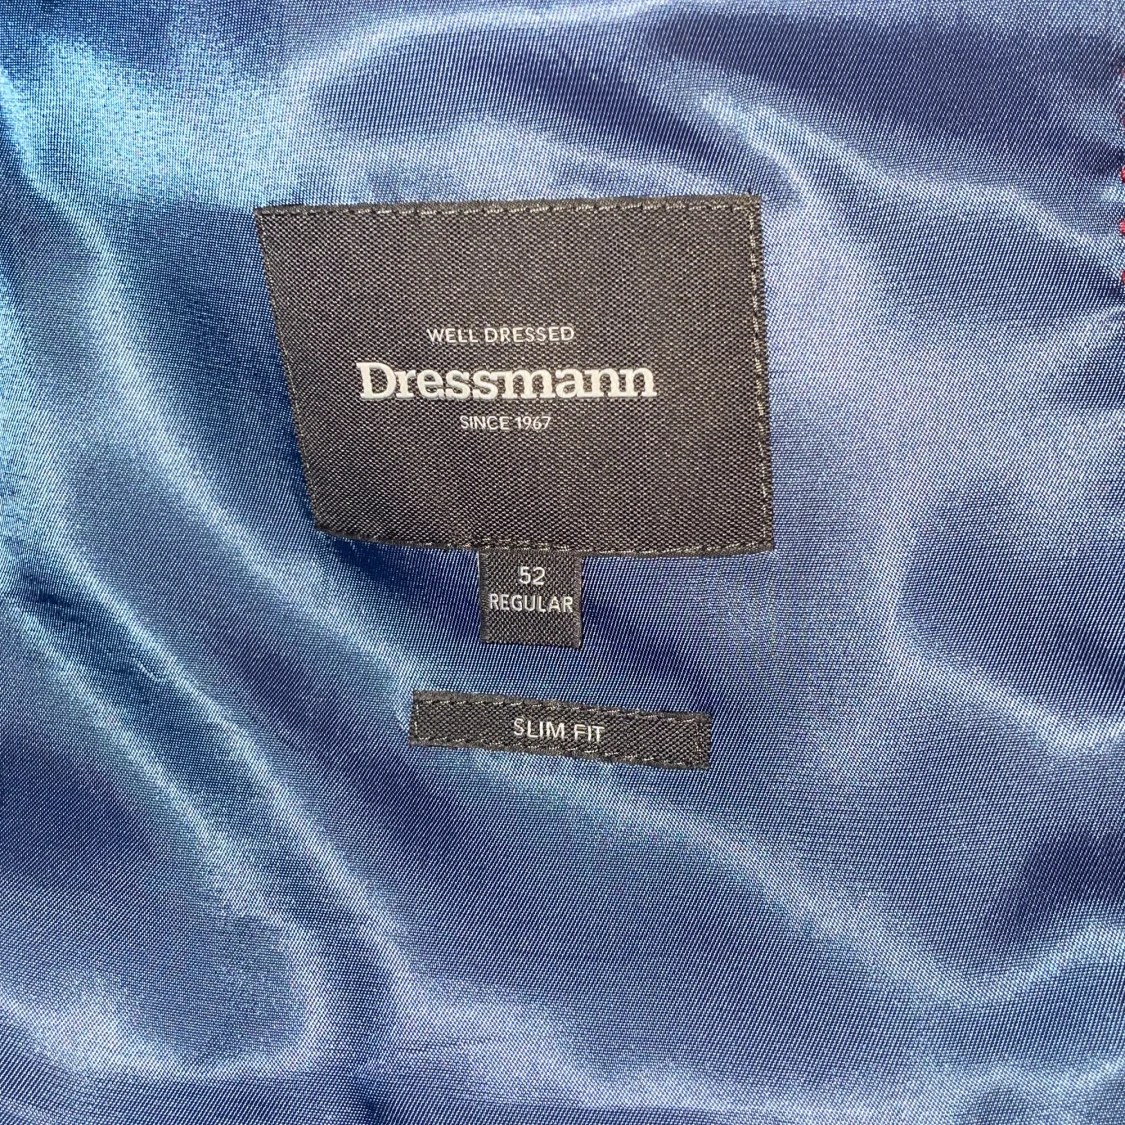 WELL DRESSED
Dressmann
SINCE 1967
52
REGULAR
SLIM FIT